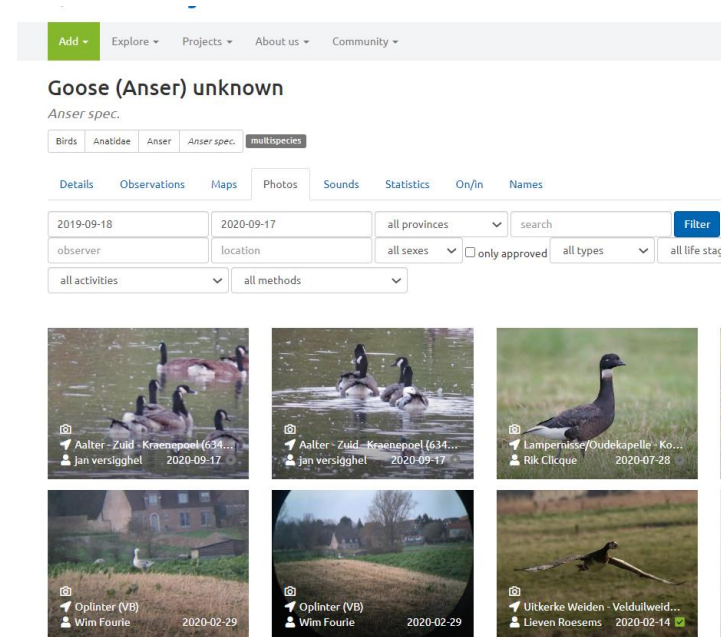 Add Explore Projects About us Community
Goose (Anser) unknown
Anser spec.
Birds Anatidae Anser Anser spec. multispecies
Details Observations Maps Photos Sounds Statistics On/in Names
2019-09-18 2020-09-17 all provinces search Filter
observer location all sexes only approved all types all life stag
all activities all methods
Aalter - Zuid - Kraenepoel (634...
Jan versigghel 2020-09-17
Aalter - Zuid - Kraenepoel (634...
Jan versigghel 2020-09-17
Lampernisse/Oudekapelle - Ko...
Rik Clicque 2020-07-28
Oplinter (VB)
Wim Fourie 2020-02-29
Oplinter (VB)
Wim Fourie 2020-02-29
Uitkerke Weiden - Velduilweid...
Lieven Roesems 2020-02-14